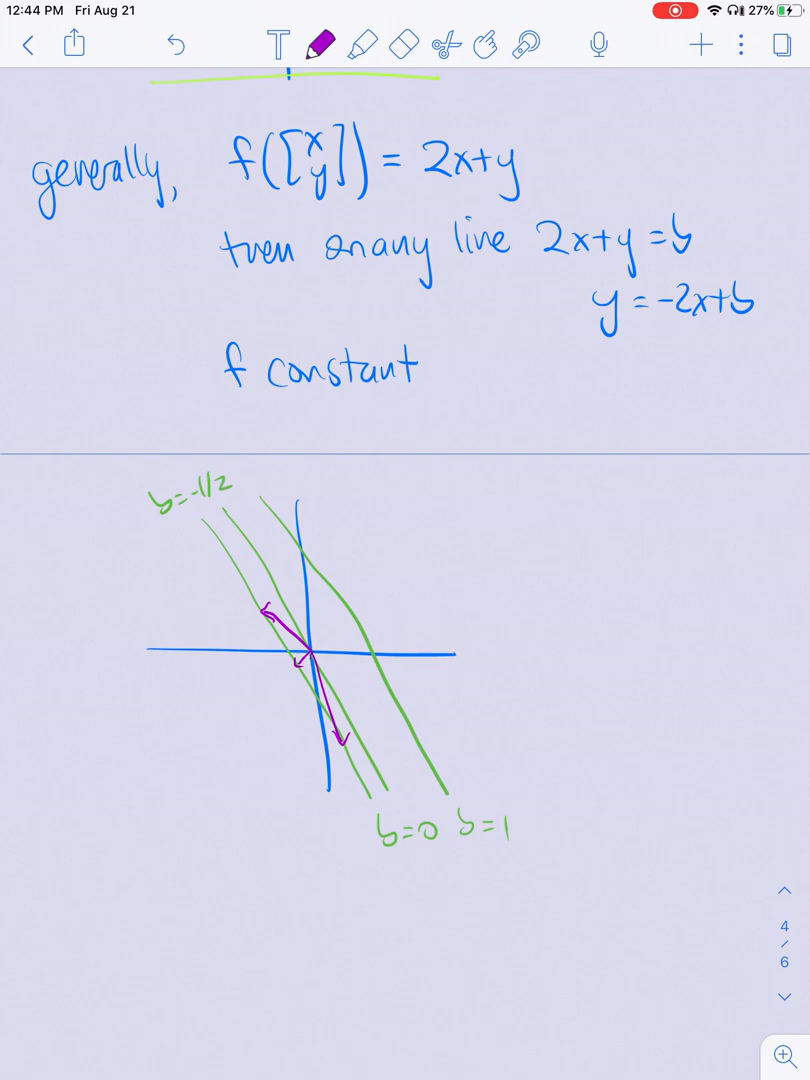 12:44 PM Fri Aug 21
27%
T
generally, f([x y]) = 2x+y
then on any line 2x+y = b
y = -2x+b
f constant
b=-1/2
b=0 b=1
4
/
6